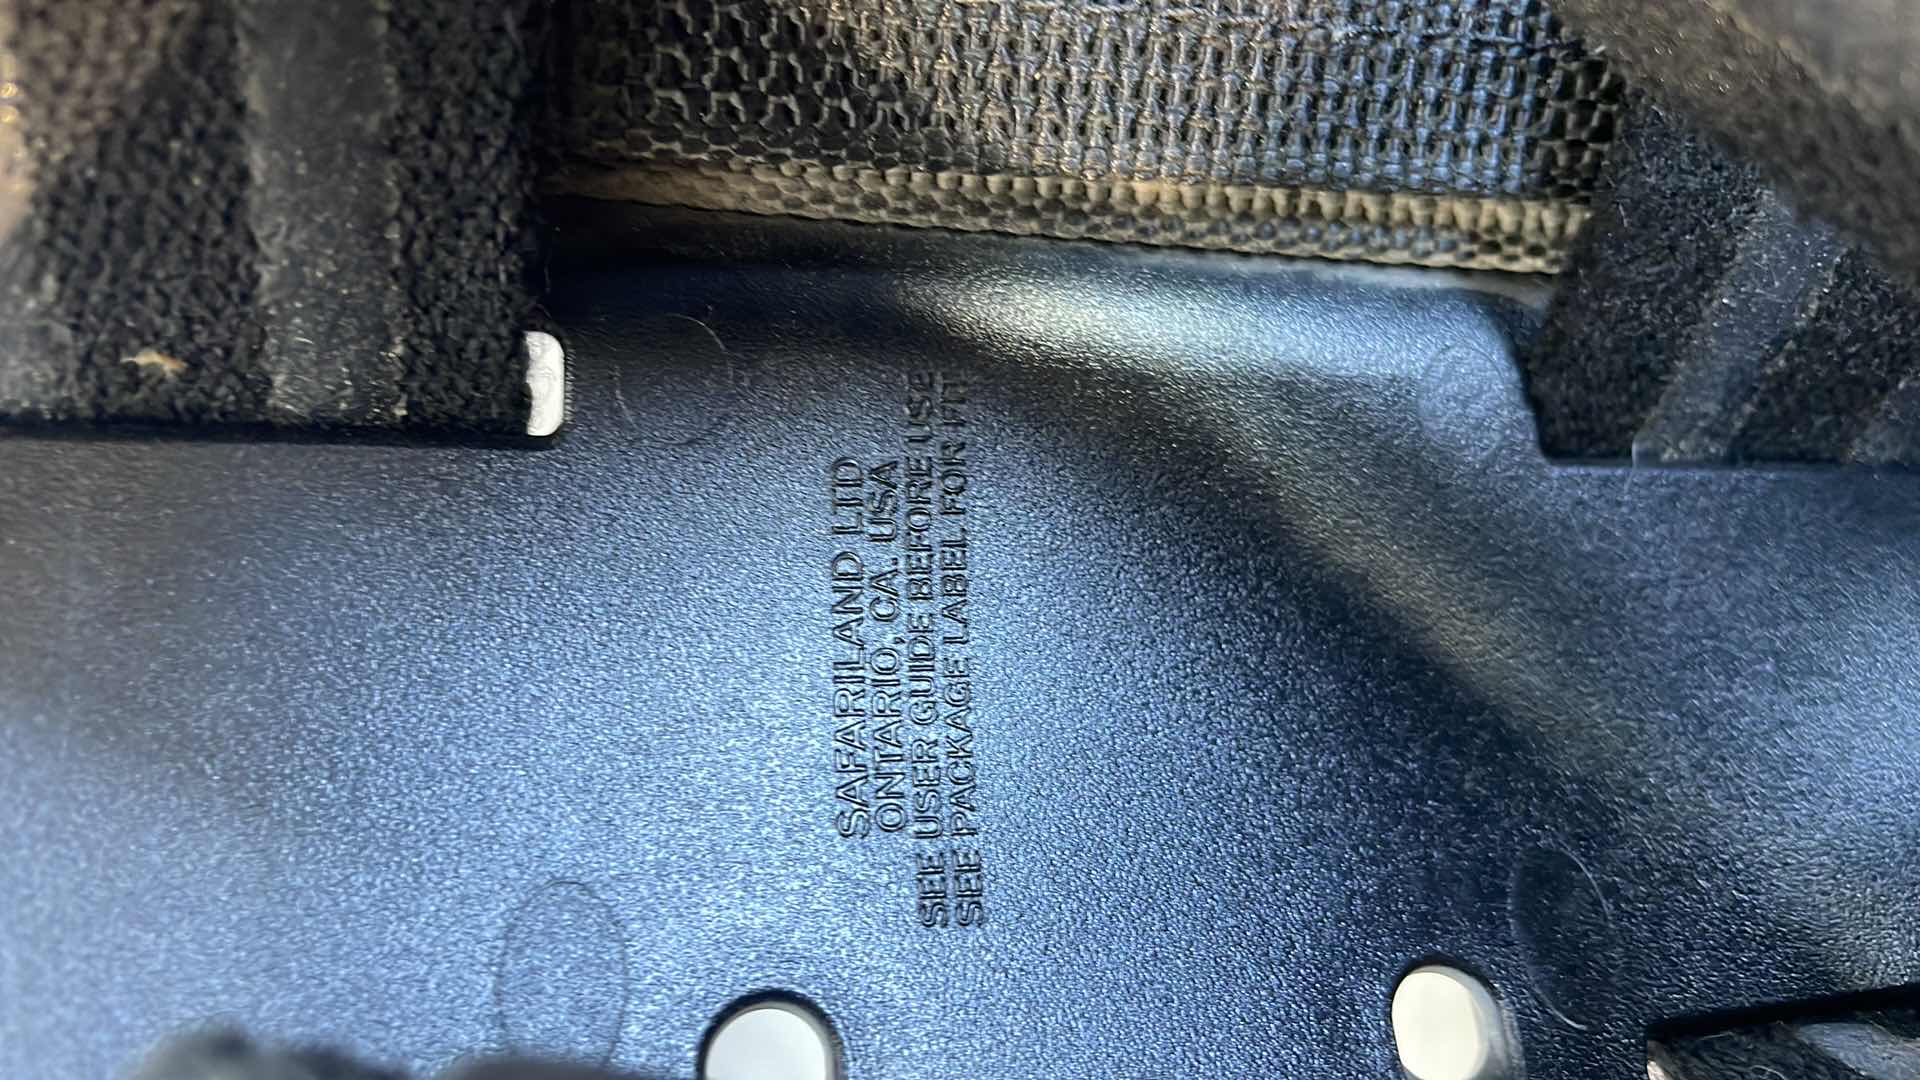 SAFARILAND LTD
ONTARIO, CA. USA
SEE USER GUIDE BEFORE USE
SEE PACKAGE LABEL FOR FIT